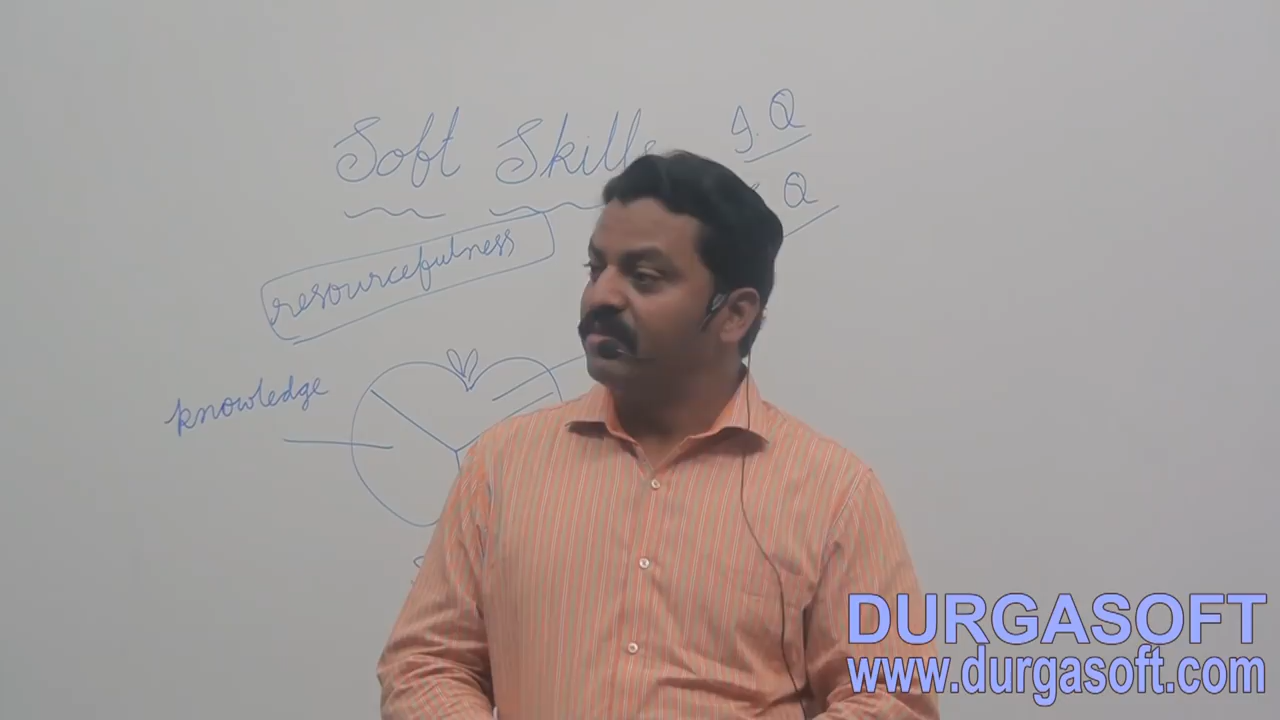 Soft Skills
I.Q
Q
resourcefulness
knowledge
DURGASOFT
www.durgasoft.com